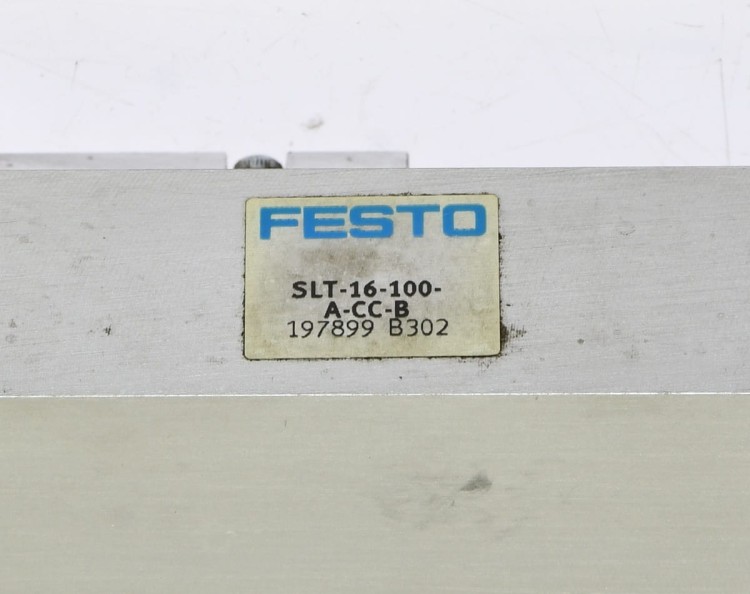 FESTO
SLT-16-100-
A-CC-B
197899 B302